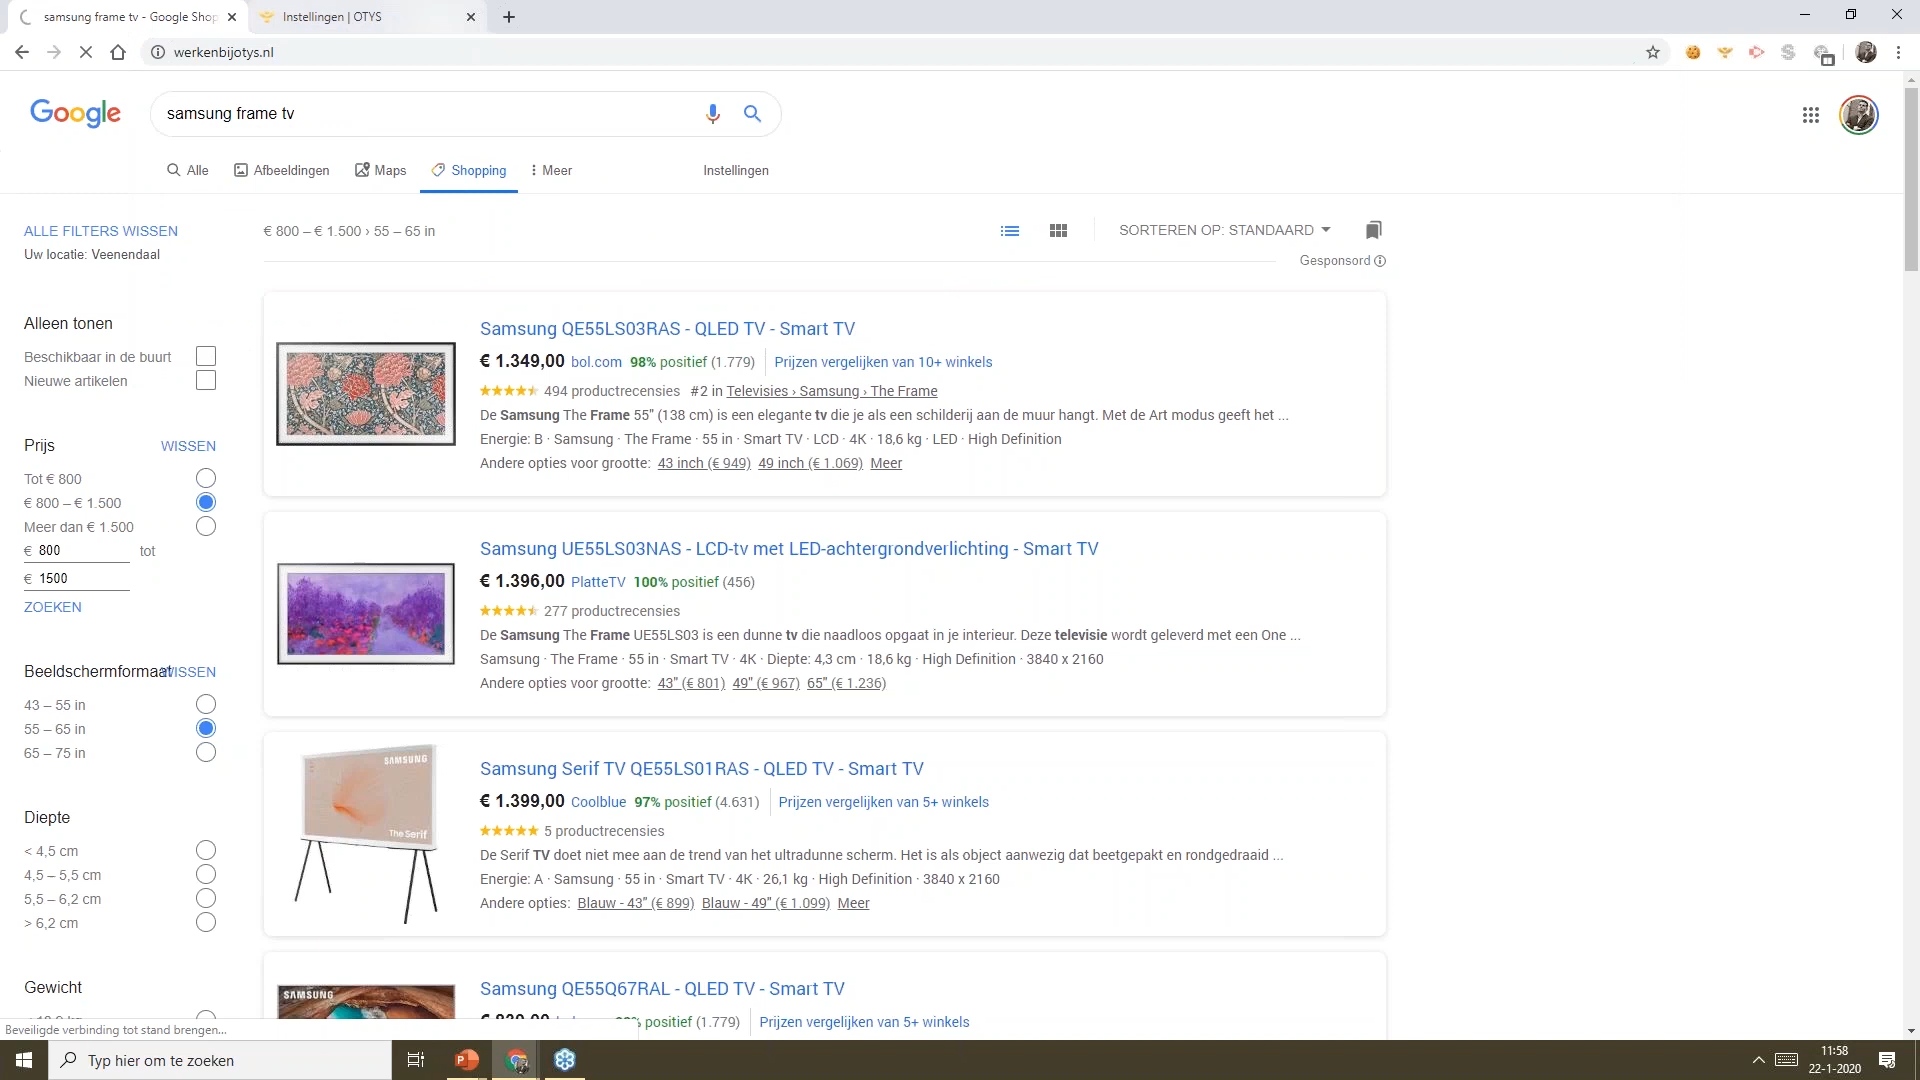 samsung frame tv - Google Shop
Instellingen | OTYS
werkenbijotys.nl
Google
samsung frame tv
Alle
Afbeeldingen
Maps
Shopping
Meer
Instellingen
ALLE FILTERS WISSEN
Uw locatie: Veenendaal
€ 800 – € 1.500 › 55 – 65 in
SORTEREN OP: STANDAARD
Gesponsord
Alleen tonen
Beschikbaar in de buurt
Nieuwe artikelen
Prijs WISSEN
Tot € 800
€ 800 – € 1.500
Meer dan € 1.500
€ 800 tot
€ 1500
ZOEKEN
Beeldschermformaat WISSEN
43 – 55 in
55 – 65 in
65 – 75 in
Diepte
< 4,5 cm
4,5 – 5,5 cm
5,5 – 6,2 cm
> 6,2 cm
Gewicht
Samsung QE55LS03RAS - QLED TV - Smart TV
€ 1.349,00 bol.com 98% positief (1.779) Prijzen vergelijken van 10+ winkels
494 productrecensies #2 in Televisies › Samsung › The Frame
De Samsung The Frame 55" (138 cm) is een elegante tv die je als een schilderij aan de muur hangt. Met de Art modus geeft het ...
Energie: B · Samsung · The Frame · 55 in · Smart TV · LCD · 4K · 18,6 kg · LED · High Definition
Andere opties voor grootte: 43 inch (€ 949) 49 inch (€ 1.069) Meer
Samsung UE55LS03NAS - LCD-tv met LED-achtergrondverlichting - Smart TV
€ 1.396,00 PlatteTV 100% positief (456)
277 productrecensies
De Samsung The Frame UE55LS03 is een dunne tv die naadloos opgaat in je interieur. Deze televisie wordt geleverd met een One ...
Samsung · The Frame · 55 in · Smart TV · 4K · Diepte: 4,3 cm · 18,6 kg · High Definition · 3840 x 2160
Andere opties voor grootte: 43" (€ 801) 49" (€ 967) 65" (€ 1.236)
SAMSUNG
The Serif
Samsung Serif TV QE55LS01RAS - QLED TV - Smart TV
€ 1.399,00 Coolblue 97% positief (4.631) Prijzen vergelijken van 5+ winkels
5 productrecensies
De Serif TV doet niet mee aan de trend van het ultradunne scherm. Het is als object aanwezig dat beetgepakt en rondgedraaid ...
Energie: A · Samsung · 55 in · Smart TV · 4K · 26,1 kg · High Definition · 3840 x 2160
Andere opties: Blauw - 43" (€ 899) Blauw - 49" (€ 1.099) Meer
SAMSUNG
Samsung QE55Q67RAL - QLED TV - Smart TV
positief (1.779) Prijzen vergelijken van 5+ winkels
Beveiligde verbinding tot stand brengen...
Typ hier om te zoeken
11:58
22-1-2020